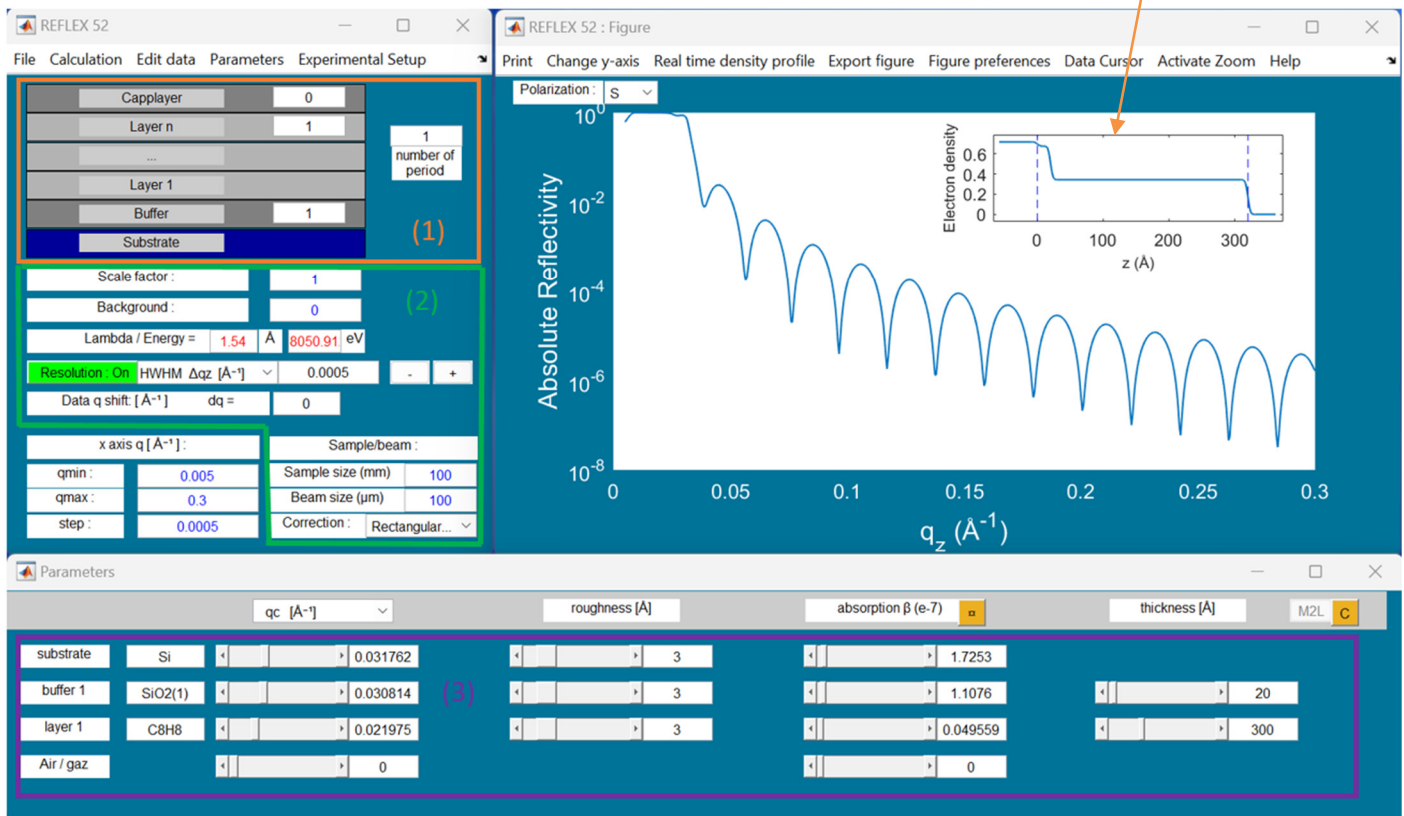 REFLEX 52
File Calculation Edit data Parameters Experimental Setup
Capplayer 0
Layer n 1
...
Layer 1
Buffer 1
Substrate
1
number of
period
(1)
Scale factor : 1
(2)
Background : 0
Lambda / Energy = 1.54 Å 8050.91 eV
Resolution : On HWHM Δqz [Å⁻¹] 0.0005 - +
Data q shift: [ Å⁻¹ ] dq = 0
x axis q [ Å⁻¹ ] :
qmin : 0.005
qmax : 0.3
step : 0.0005
Sample/beam :
Sample size (mm) 100
Beam size (µm) 100
Correction : Rectangular...
REFLEX 52 : Figure
Print Change y-axis Real time density profile Export figure Figure preferences Data Cursor Activate Zoom Help
Polarization : S
Absolute Reflectivity
10⁰
10⁻²
10⁻⁴
10⁻⁶
10⁻⁸
0 0.05 0.1 0.15 0.2 0.25 0.3
q_z (Å⁻¹)
Electron density
0.6
0.4
0.2
0
0 100 200 300
z (Å)
Parameters
qc [Å⁻¹] roughness [Å] absorption β (e-7) ¤ thickness [Å] M2L C
substrate Si 0.031762 3 1.7253
buffer 1 SiO2(1) 0.030814 (3) 3 1.1076 20
layer 1 C8H8 0.021975 3 0.049559 300
Air / gaz 0 0